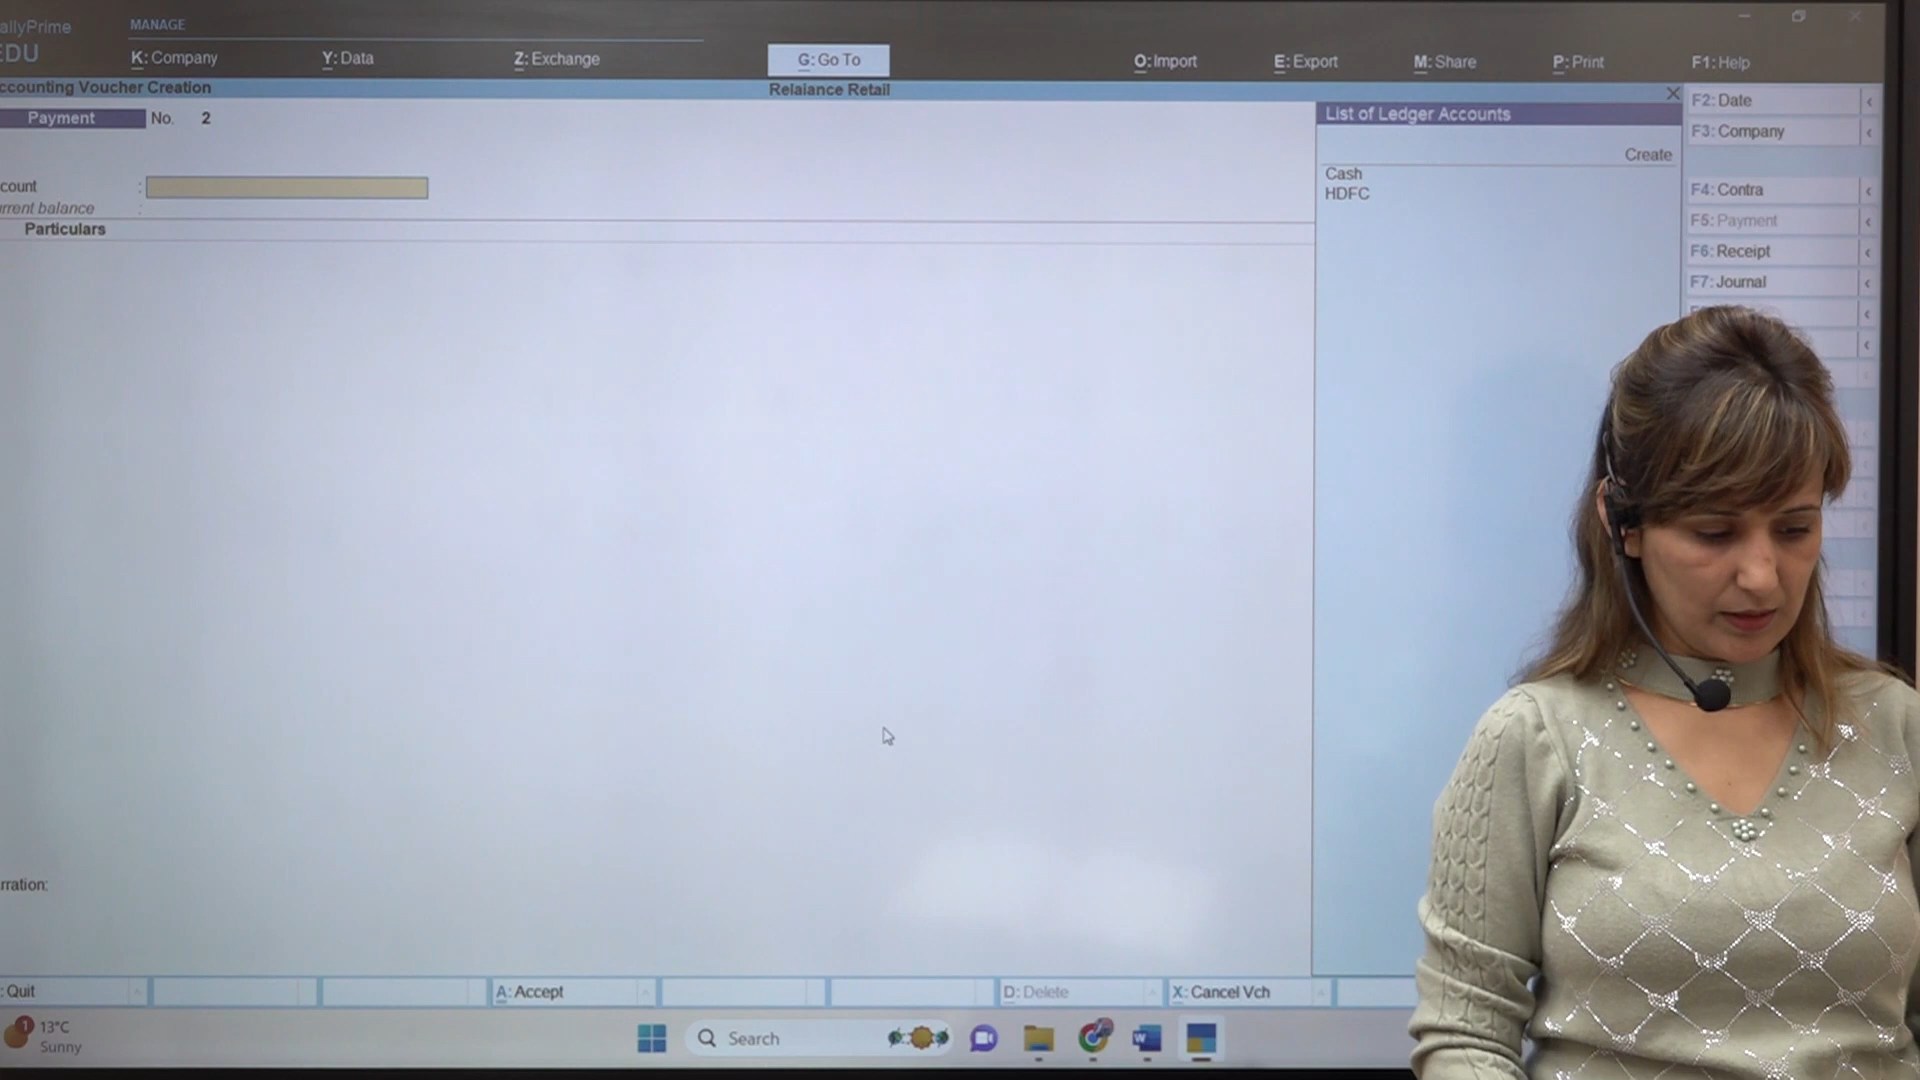 allyPrime
EDU
MANAGE
K: Company
Y: Data
Z: Exchange
G: Go To
O: Import
E: Export
M: Share
P: Print
F1: Help
ccounting Voucher Creation
Relaiance Retail
Payment
No. 2
count :
rrent balance :
Particulars
List of Ledger Accounts
Create
Cash
HDFC
F2: Date
F3: Company
F4: Contra
F5: Payment
F6: Receipt
F7: Journal
rration:
: Quit
A: Accept
D: Delete
X: Cancel Vch
1
13°C
Sunny
Search
W